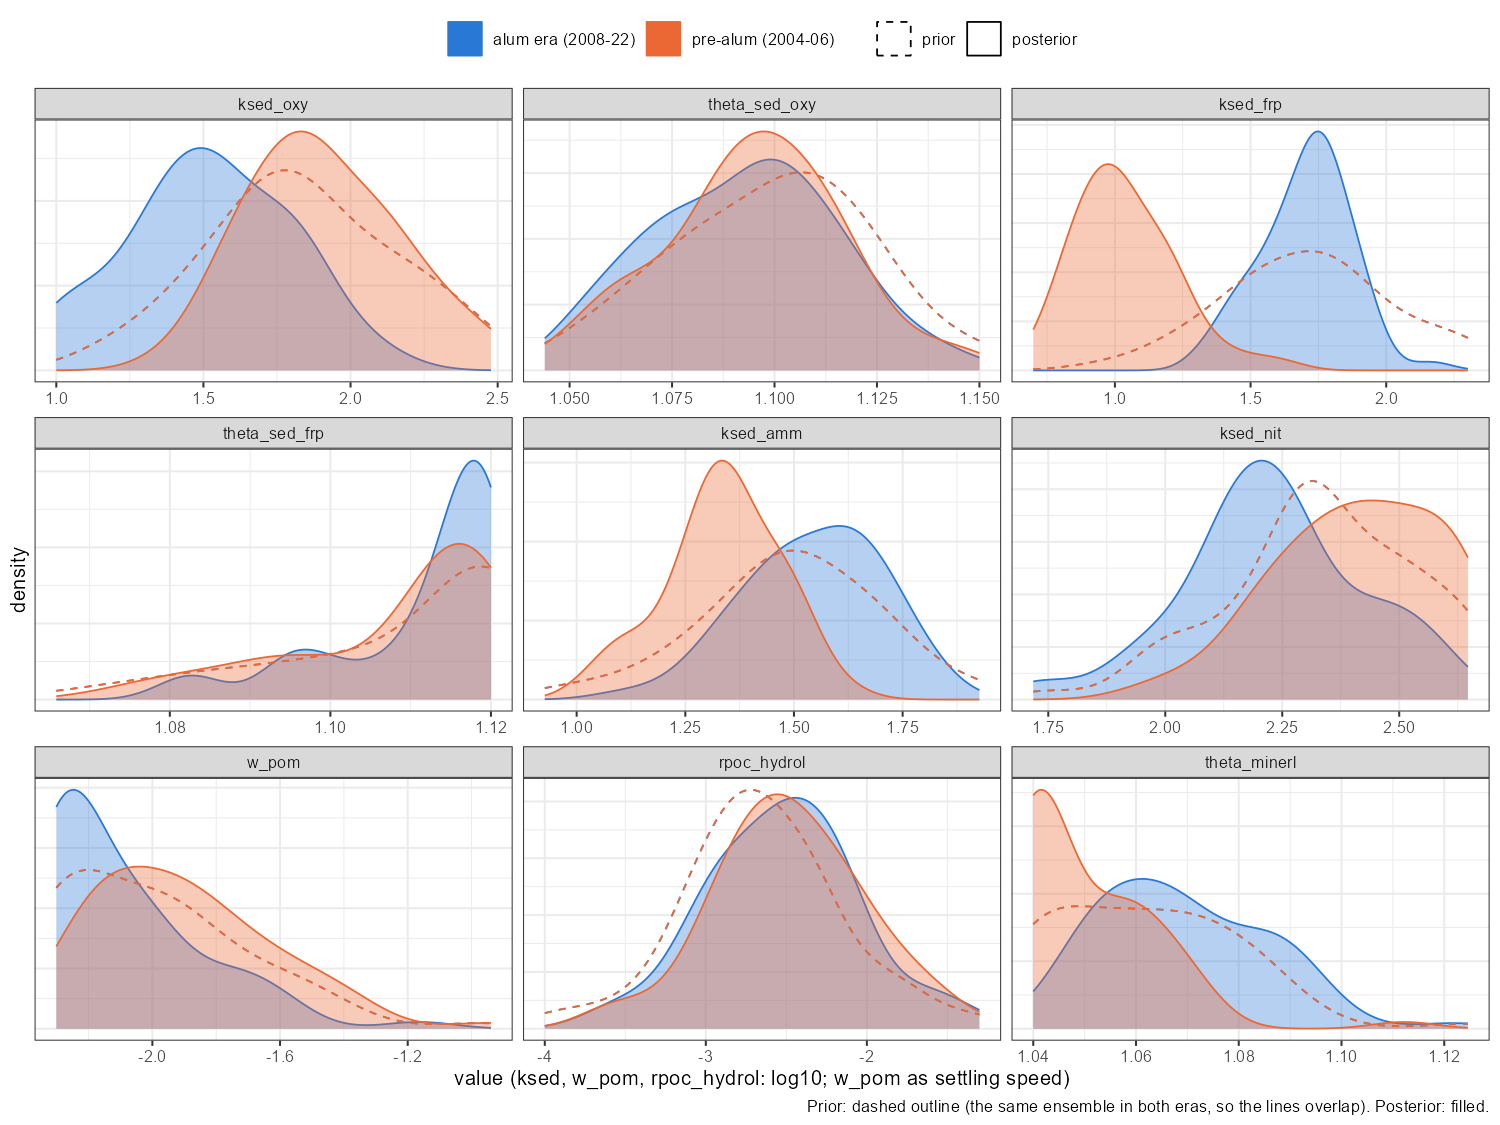 alum era (2008-22) pre-alum (2004-06) prior posterior
ksed_oxy theta_sed_oxy ksed_frp
1.0 1.5 2.0 2.5 1.050 1.075 1.100 1.125 1.150 1.0 1.5 2.0
theta_sed_frp ksed_amm ksed_nit
1.08 1.10 1.12 1.00 1.25 1.50 1.75 1.75 2.00 2.25 2.50
density
w_pom rpoc_hydrol theta_minerl
-2.0 -1.6 -1.2 -4 -3 -2 1.04 1.06 1.08 1.10 1.12
value (ksed, w_pom, rpoc_hydrol: log10; w_pom as settling speed)
Prior: dashed outline (the same ensemble in both eras, so the lines overlap). Posterior: filled.